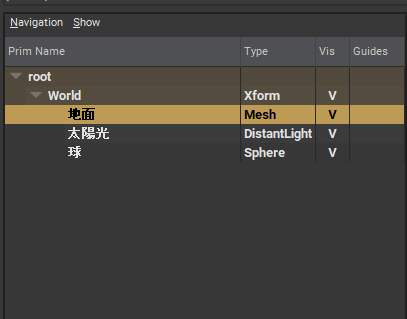 Navigation Show
Prim Name Type Vis Guides
root
World Xform V
地面 Mesh V
太陽光 DistantLight V
球 Sphere V